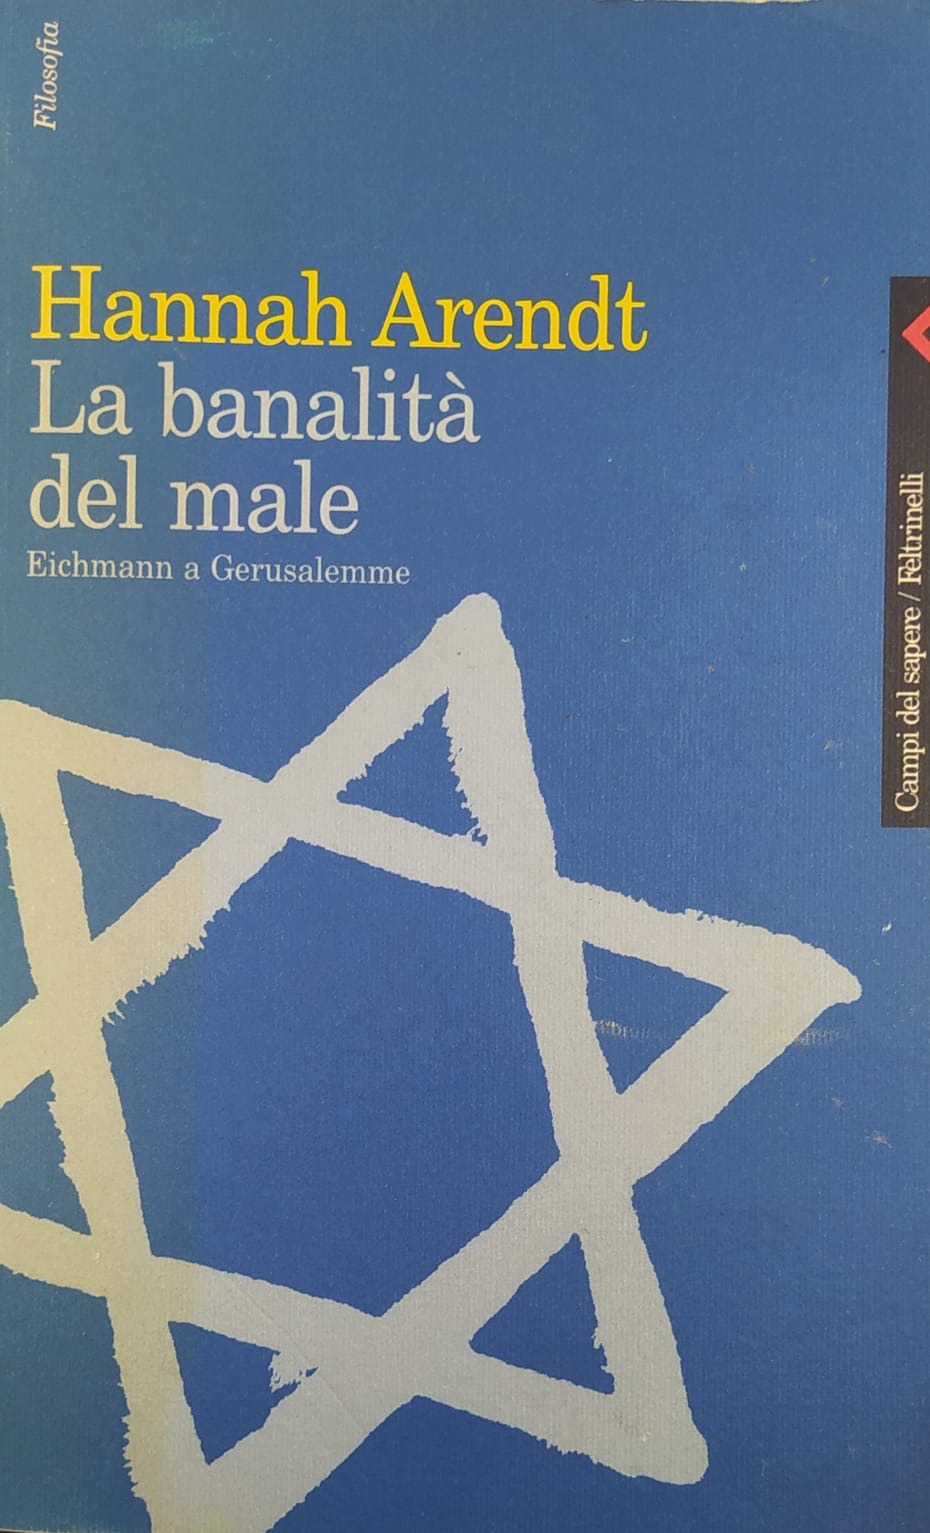 Filosofia
Hannah Arendt
La banalità
del male
Eichmann a Gerusalemme
Campi del sapere / Feltrinelli